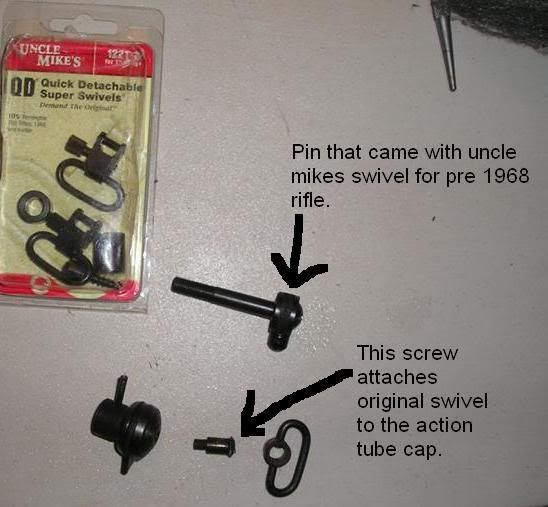 UNCLE
MIKE'S
QD Quick Detachable
Super Swivels
Demand The Original
Pin that came with uncle
mikes swivel for pre 1968
rifle.
This screw
attaches
original swivel
to the action
tube cap.